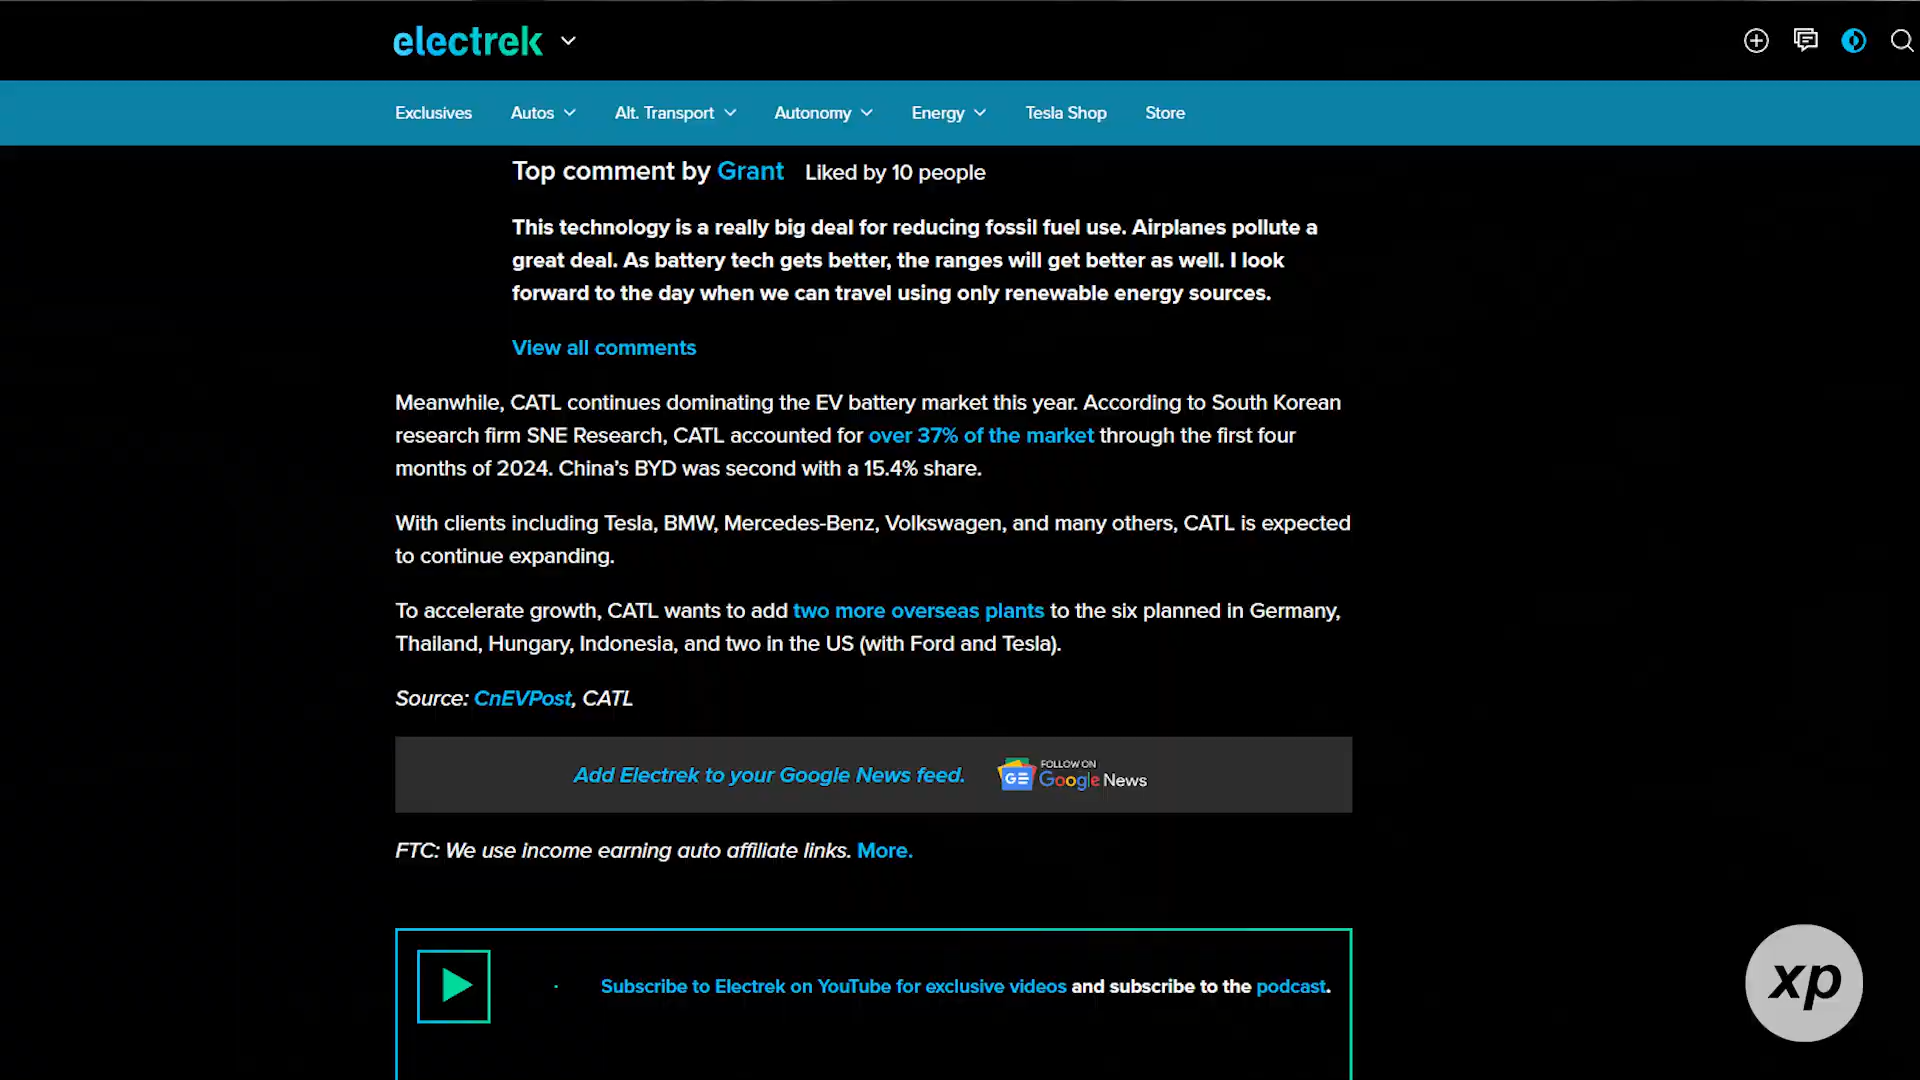 electrek
Exclusives Autos Alt. Transport Autonomy Energy Tesla Shop Store
Top comment by Grant Liked by 10 people
This technology is a really big deal for reducing fossil fuel use. Airplanes pollute a
great deal. As battery tech gets better, the ranges will get better as well. I look
forward to the day when we can travel using only renewable energy sources.
View all comments
Meanwhile, CATL continues dominating the EV battery market this year. According to South Korean
research firm SNE Research, CATL accounted for over 37% of the market through the first four
months of 2024. China's BYD was second with a 15.4% share.
With clients including Tesla, BMW, Mercedes-Benz, Volkswagen, and many others, CATL is expected
to continue expanding.
To accelerate growth, CATL wants to add two more overseas plants to the six planned in Germany,
Thailand, Hungary, Indonesia, and two in the US (with Ford and Tesla).
Source: CnEVPost, CATL
Add Electrek to your Google News feed.
GE FOLLOW ON
Google News
FTC: We use income earning auto affiliate links. More.
Subscribe to Electrek on YouTube for exclusive videos and subscribe to the podcast.
xp